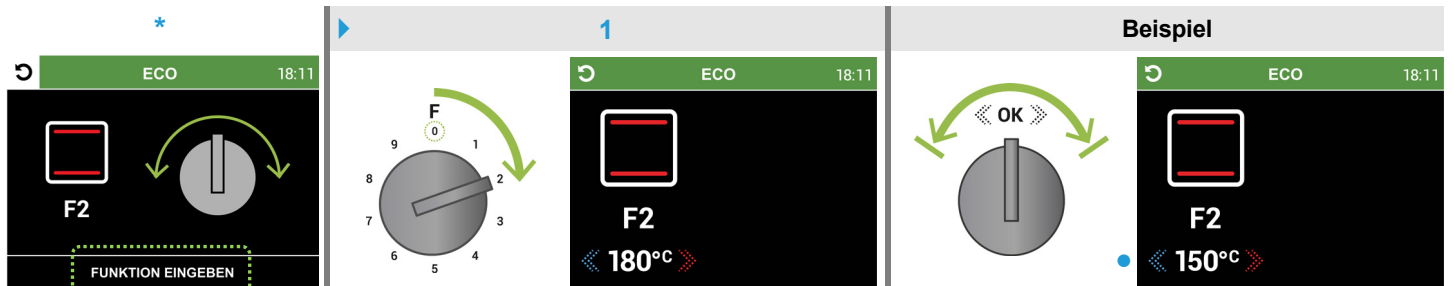 *
ECO 18:11
F2
FUNKTION EINGEBEN
1
F
0
1
2
3
4
5
6
7
8
9
ECO 18:11
F2
180°C
Beispiel
OK
ECO 18:11
F2
150°C